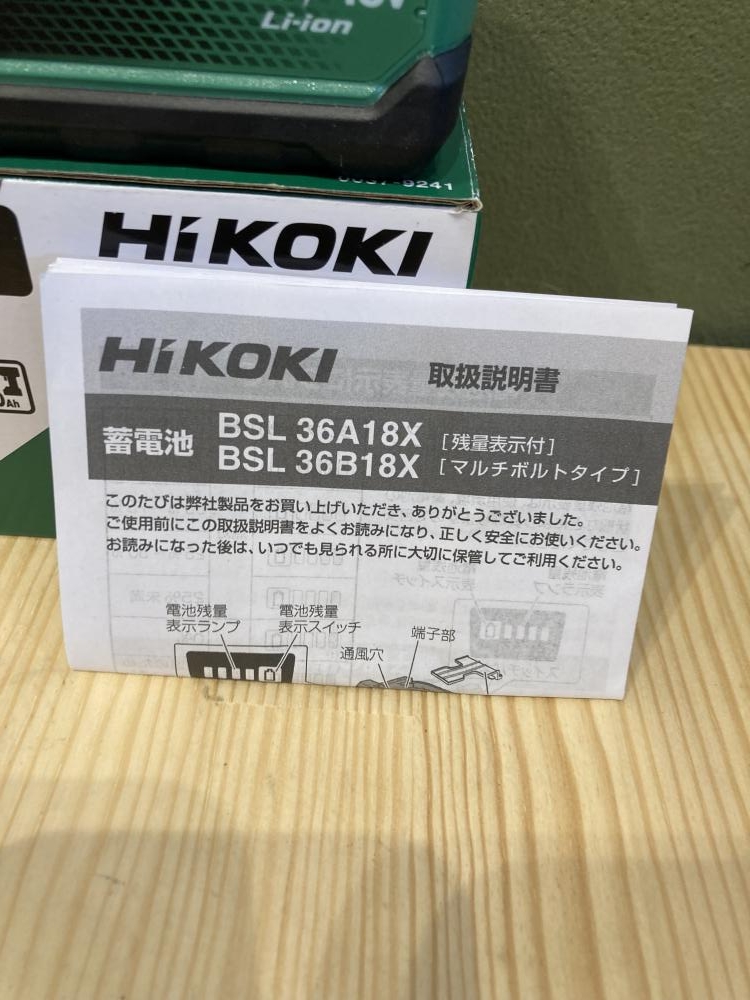 Li-ion
9241
HiKOKI
Ah
HiKOKI 取扱説明書
蓄電池 BSL 36A18X [残量表示付]
BSL 36B18X [マルチボルトタイプ]
このたびは弊社製品をお買い上げいただき、ありがとうございました。
ご使用前にこの取扱説明書をよくお読みになり、正しく安全にお使いください。
お読みになった後は、いつでも見られる所に大切に保管してご利用ください。
電池残量
表示ランプ
電池残量
表示スイッチ
通風穴
端子部